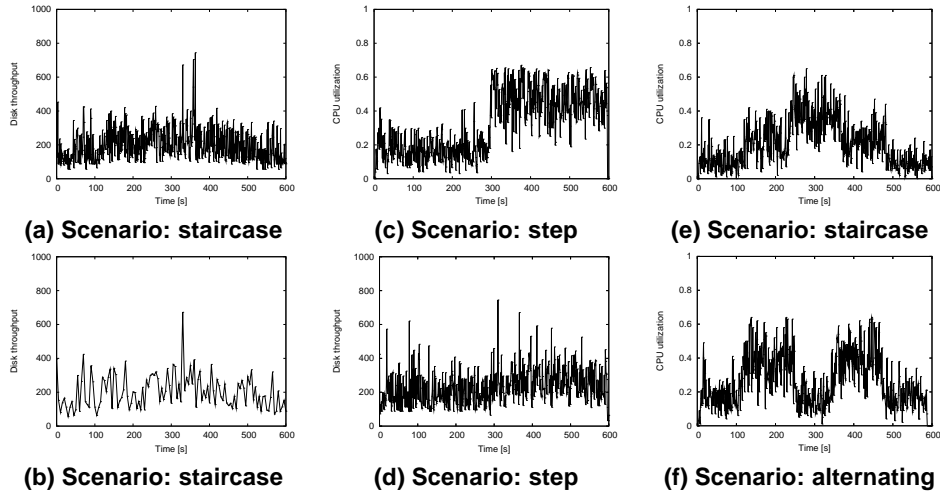 1000
800
600
400
200
0
Disk throughput
0 100 200 300 400 500 600
Time [s]
(a) Scenario: staircase
1
0.8
0.6
0.4
0.2
0
CPU utilization
0 100 200 300 400 500 600
Time [s]
(c) Scenario: step
1
0.8
0.6
0.4
0.2
0
CPU utilization
0 100 200 300 400 500 600
Time [s]
(e) Scenario: staircase
1000
800
600
400
200
0
Disk throughput
0 100 200 300 400 500 600
Time [s]
(b) Scenario: staircase
1000
800
600
400
200
0
Disk throughput
0 100 200 300 400 500 600
Time [s]
(d) Scenario: step
1
0.8
0.6
0.4
0.2
0
CPU utilization
0 100 200 300 400 500 600
Time [s]
(f) Scenario: alternating